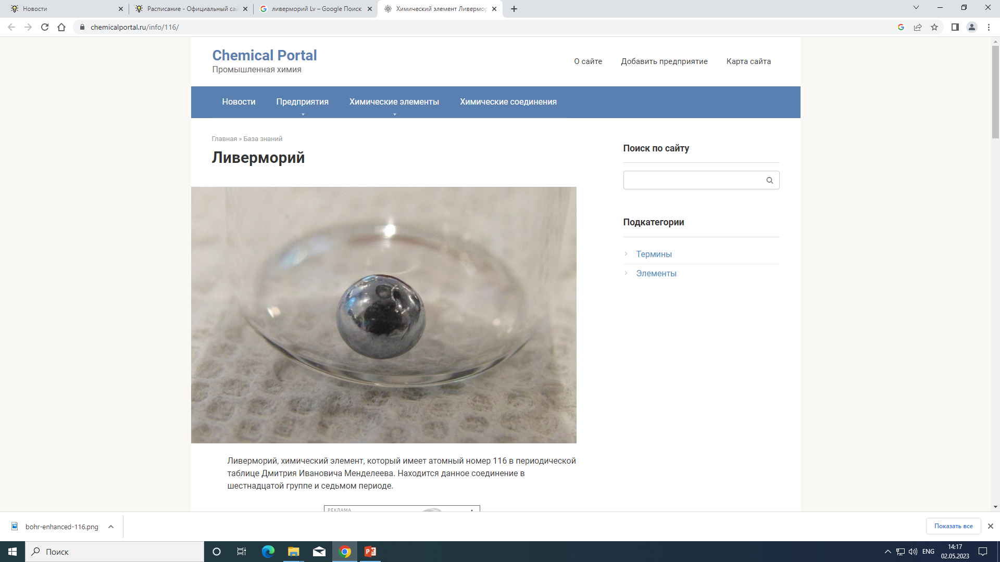 Новости
Расписание - Официальный сай
ливерморий Lv – Google Поиск
Химический элемент Ливермор
chemicalportal.ru/info/116/
Chemical Portal
Промышленная химия
О сайте
Добавить предприятие
Карта сайта
Новости
Предприятия
Химические элементы
Химические соединения
Главная » База знаний
Ливерморий
Поиск по сайту
Подкатегории
Термины
Элементы
Ливерморий, химический элемент, который имеет атомный номер 116 в периодической
таблице Дмитрия Ивановича Менделеева. Находится данное соединение в
шестнадцатой группе и седьмом периоде.
РЕКЛАМА
bohr-enhanced-116.png
Показать все
Поиск
ENG
14:17
02.05.2023